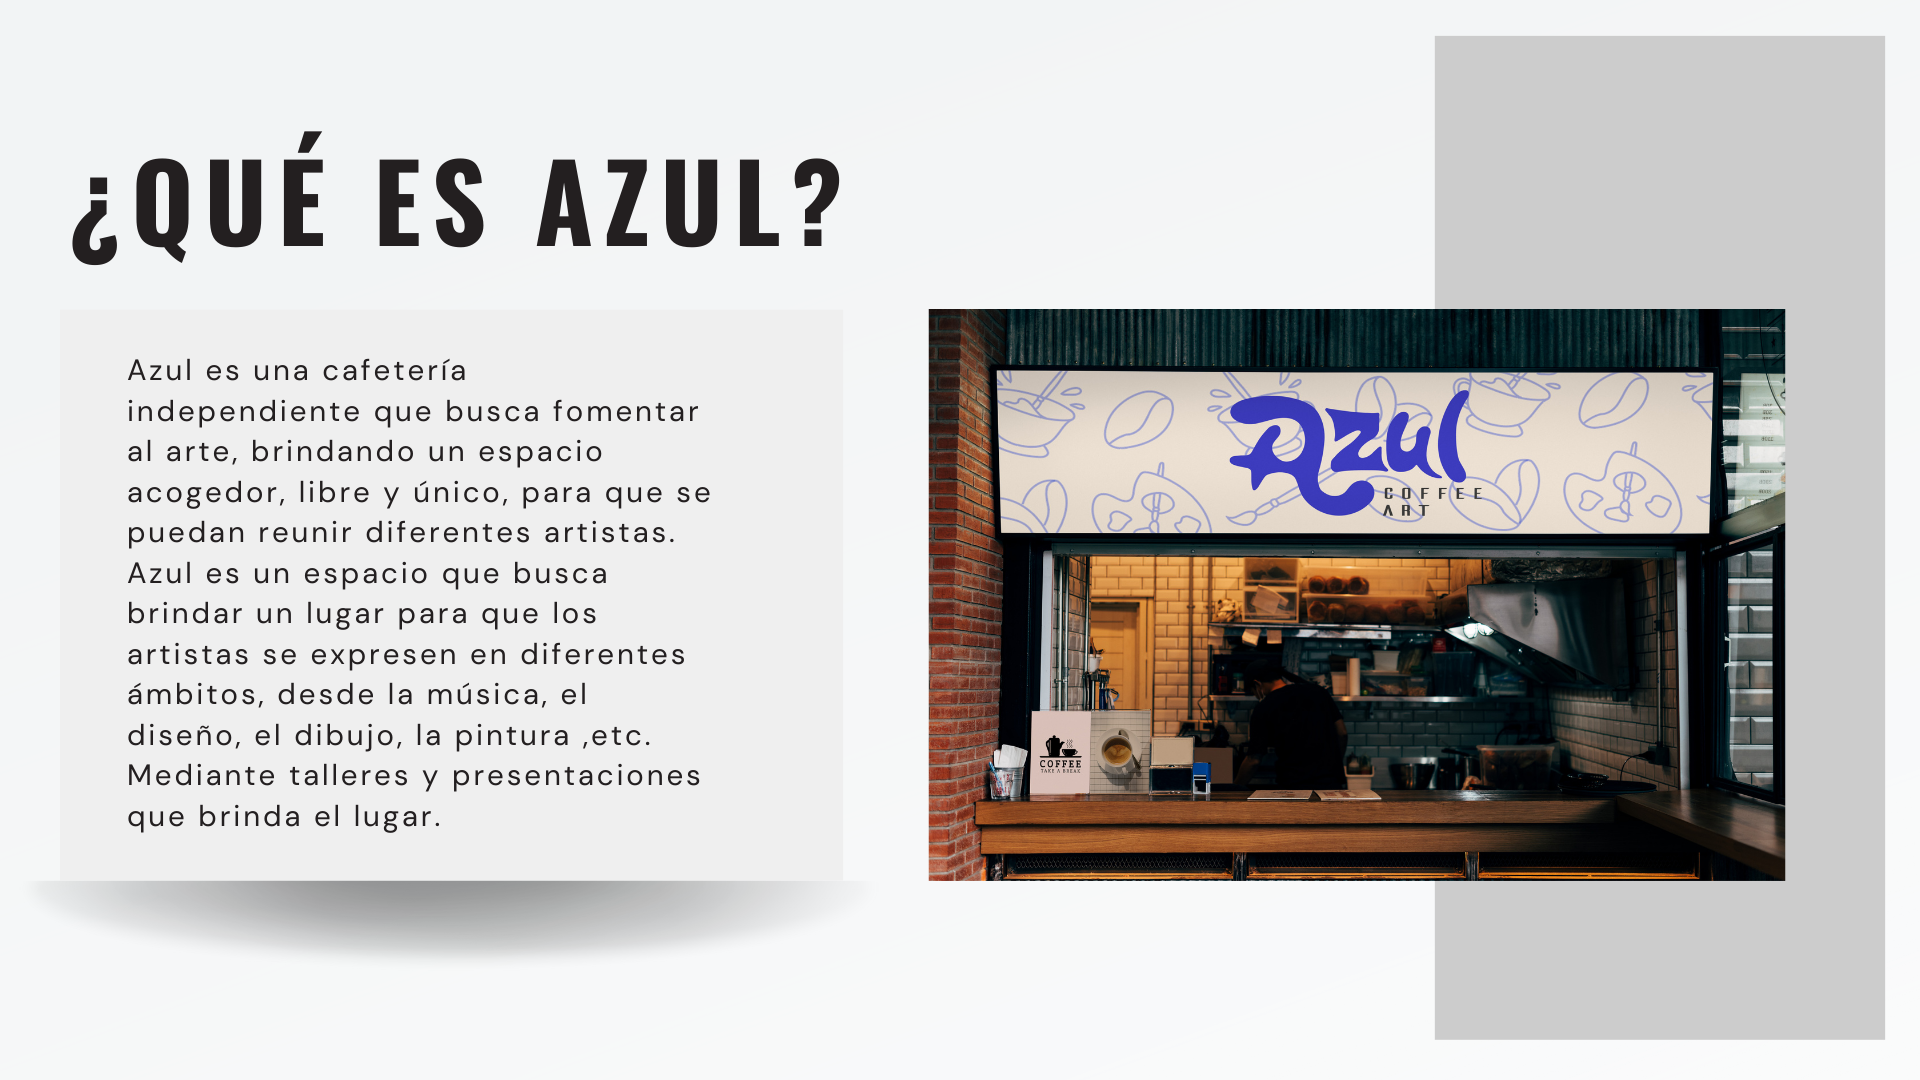 ¿QUÉ ES AZUL?
Azul es una cafetería
independiente que busca fomentar
al arte, brindando un espacio
acogedor, libre y único, para que se
puedan reunir diferentes artistas.
Azul es un espacio que busca
brindar un lugar para que los
artistas se expresen en diferentes
ámbitos, desde la música, el
diseño, el dibujo, la pintura ,etc.
Mediante talleres y presentaciones
que brinda el lugar.
Azul
COFFEE
ART
COFFEE
TAKE A BREAK